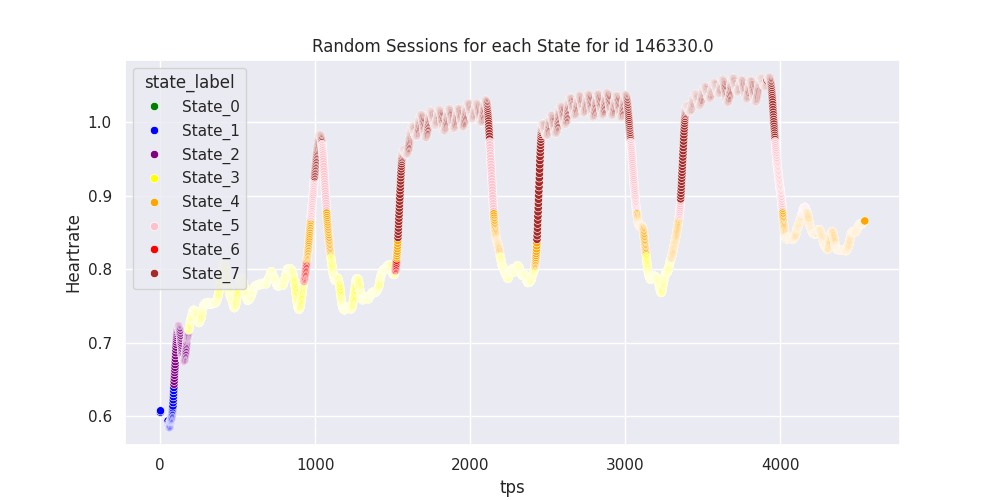 Random Sessions for each State for id 146330.0
state_label
State_0
State_1
State_2
State_3
State_4
State_5
State_6
State_7
Heartrate
1.0
0.9
0.8
0.7
0.6
0 1000 2000 3000 4000
tps